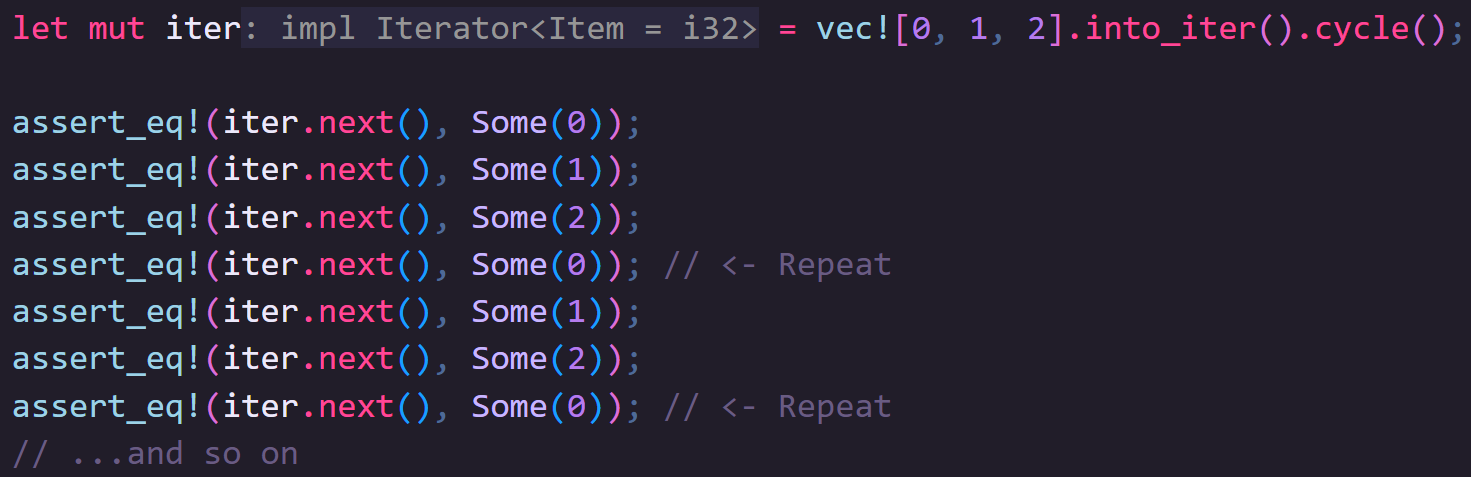 let mut iter: impl Iterator<Item = i32> = vec![0, 1, 2].into_iter().cycle();
assert_eq!(iter.next(), Some(0));
assert_eq!(iter.next(), Some(1));
assert_eq!(iter.next(), Some(2));
assert_eq!(iter.next(), Some(0)); // <- Repeat
assert_eq!(iter.next(), Some(1));
assert_eq!(iter.next(), Some(2));
assert_eq!(iter.next(), Some(0)); // <- Repeat
// ...and so on